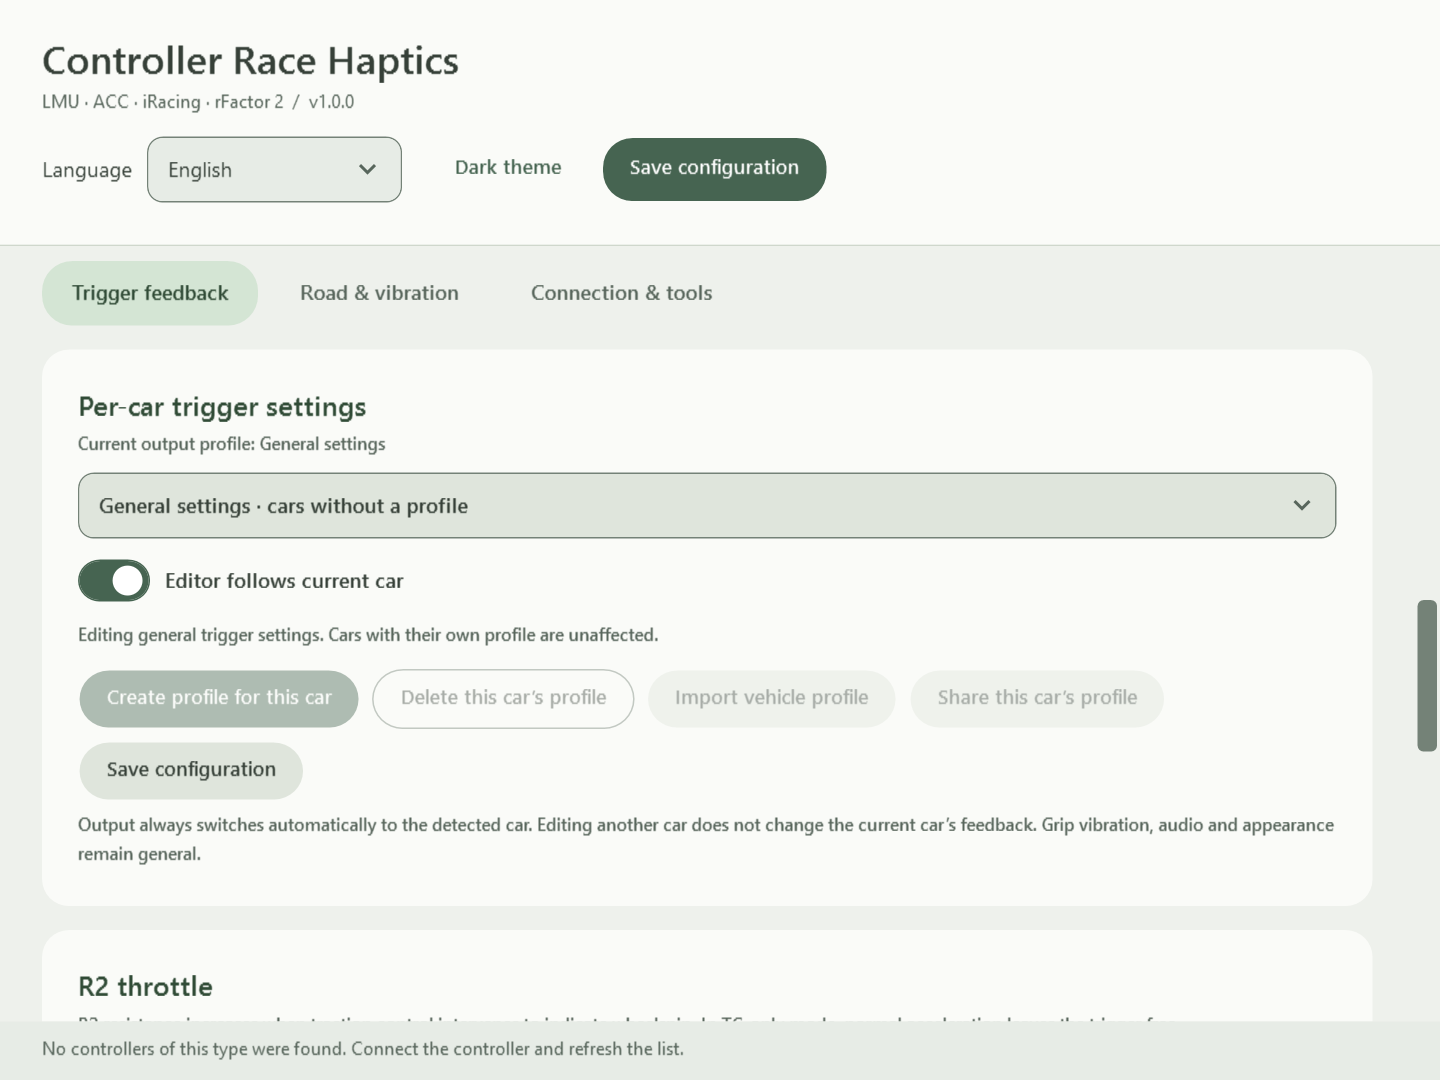 Controller Race Haptics
LMU · ACC · iRacing · rFactor 2 / v1.0.0
Language
English
Dark theme
Save configuration
Trigger feedback
Road & vibration
Connection & tools
Per-car trigger settings
Current output profile: General settings
General settings · cars without a profile
Editor follows current car
Editing general trigger settings. Cars with their own profile are unaffected.
Create profile for this car
Delete this car’s profile
Import vehicle profile
Share this car’s profile
Save configuration
Output always switches automatically to the detected car. Editing another car does not change the current car’s feedback. Grip vibration, audio and appearance
remain general.
R2 throttle
No controllers of this type were found. Connect the controller and refresh the list.